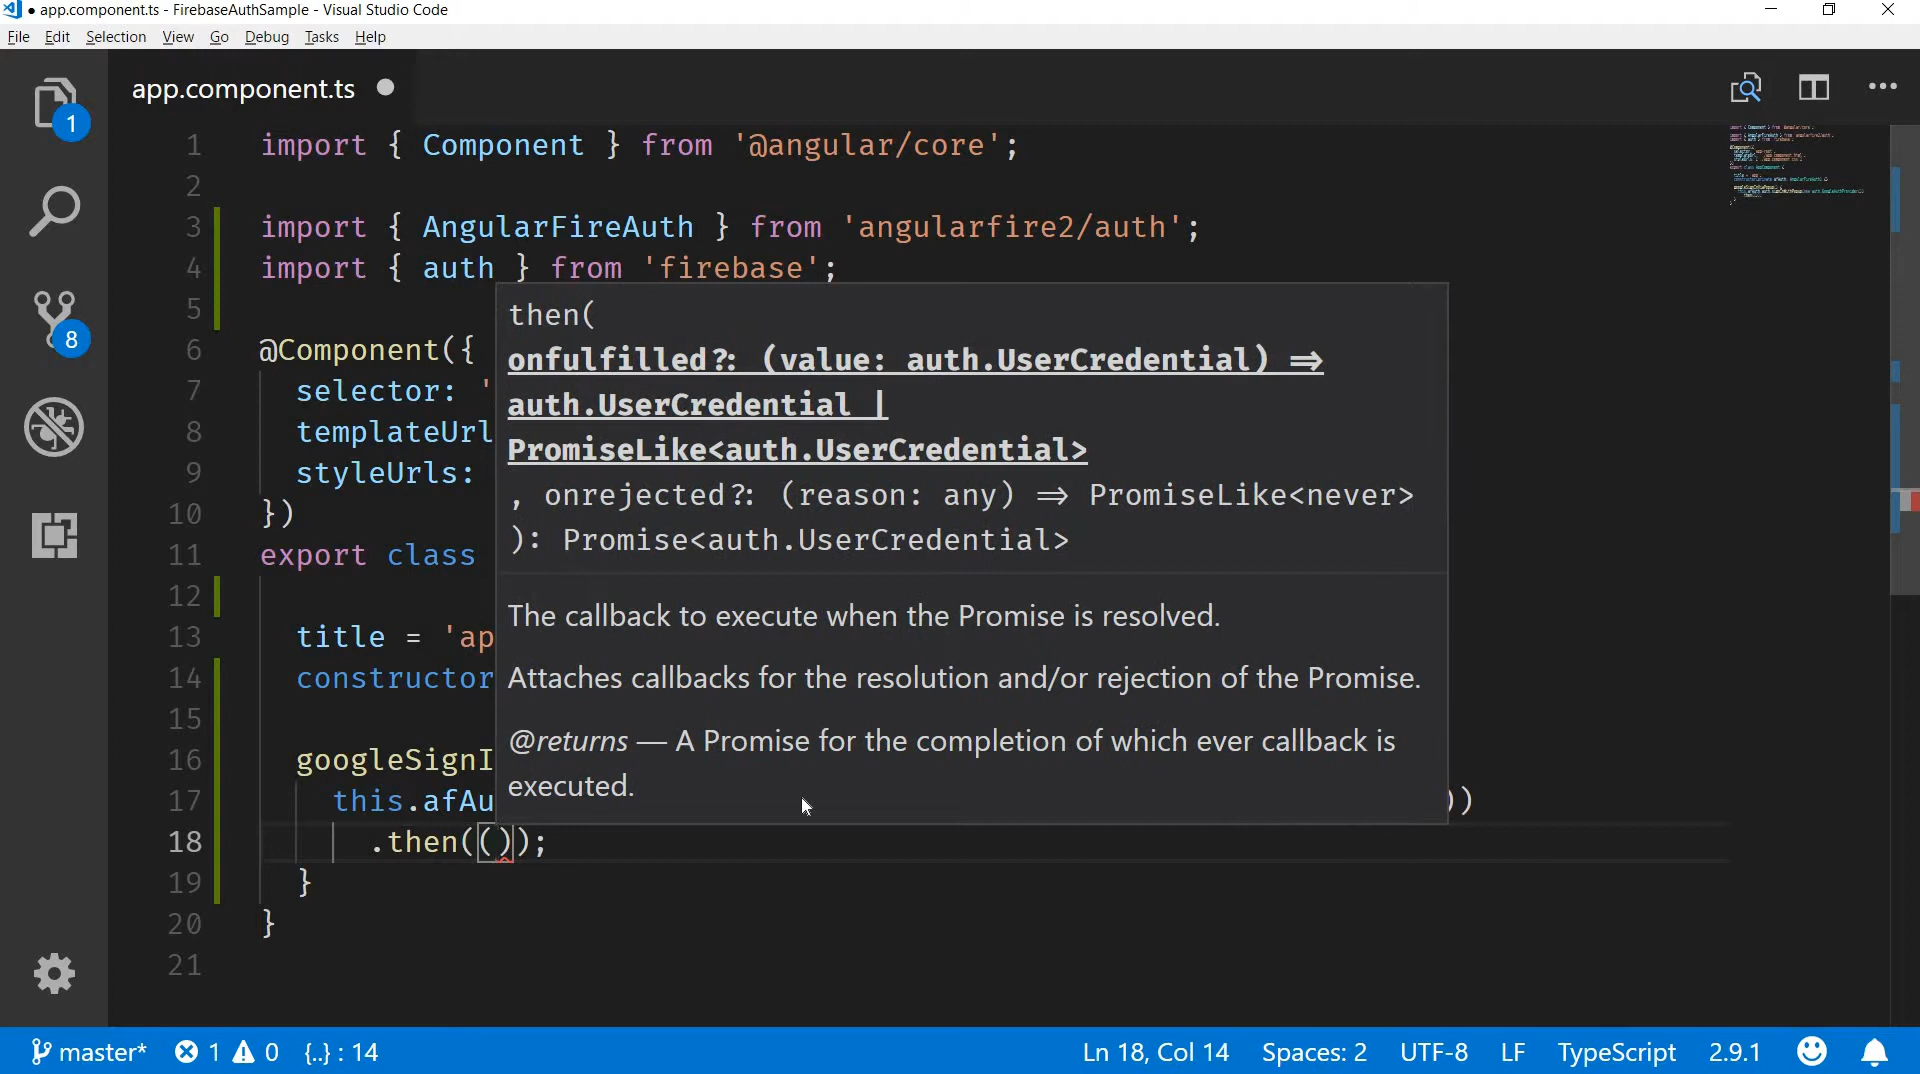 ● app.component.ts - FirebaseAuthSample - Visual Studio Code
File Edit Selection View Go Debug Tasks Help
app.component.ts ●
1 import { Component } from '@angular/core';
2
3 import { AngularFireAuth } from 'angularfire2/auth';
4 import { auth } from 'firebase';
5
6 @Component({
7 selector: '
8 templateUrl
9 styleUrls:
10 })
11 export class
12
13 title = 'ap
14 constructor
15
16 googleSignI
17 this.afAu ))
18 .then(());
19 }
20 }
21
then(
onfulfilled?: (value: auth.UserCredential) =>
auth.UserCredential |
PromiseLike<auth.UserCredential>
, onrejected?: (reason: any) => PromiseLike<never>
): Promise<auth.UserCredential>
The callback to execute when the Promise is resolved.
Attaches callbacks for the resolution and/or rejection of the Promise.
@returns — A Promise for the completion of which ever callback is
executed.
1
8
master* 1 0 {..} : 14 Ln 18, Col 14 Spaces: 2 UTF-8 LF TypeScript 2.9.1